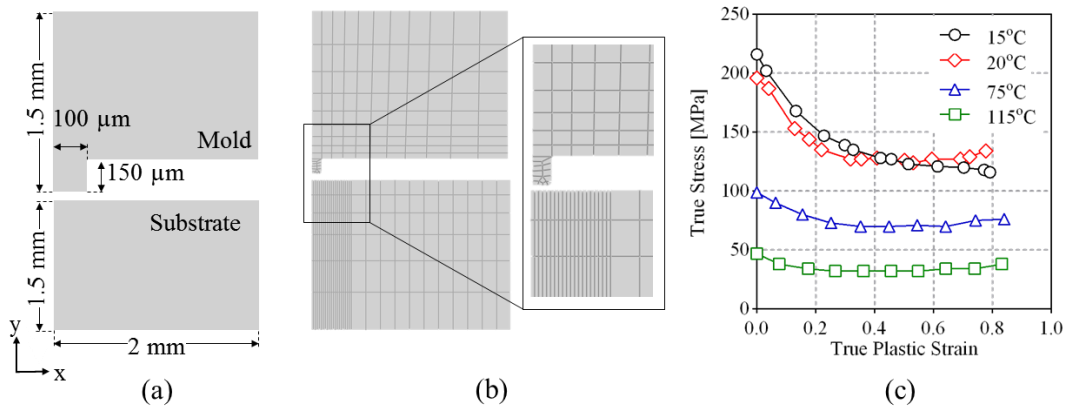 1.5 mm
100 µm
Mold
150 µm
Substrate
1.5 mm
2 mm
y
x
(a)
(b)
True Stress [MPa]
250
200
150
100
50
0
0.0 0.2 0.4 0.6 0.8 1.0
True Plastic Strain
15°C
20°C
75°C
115°C
(c)